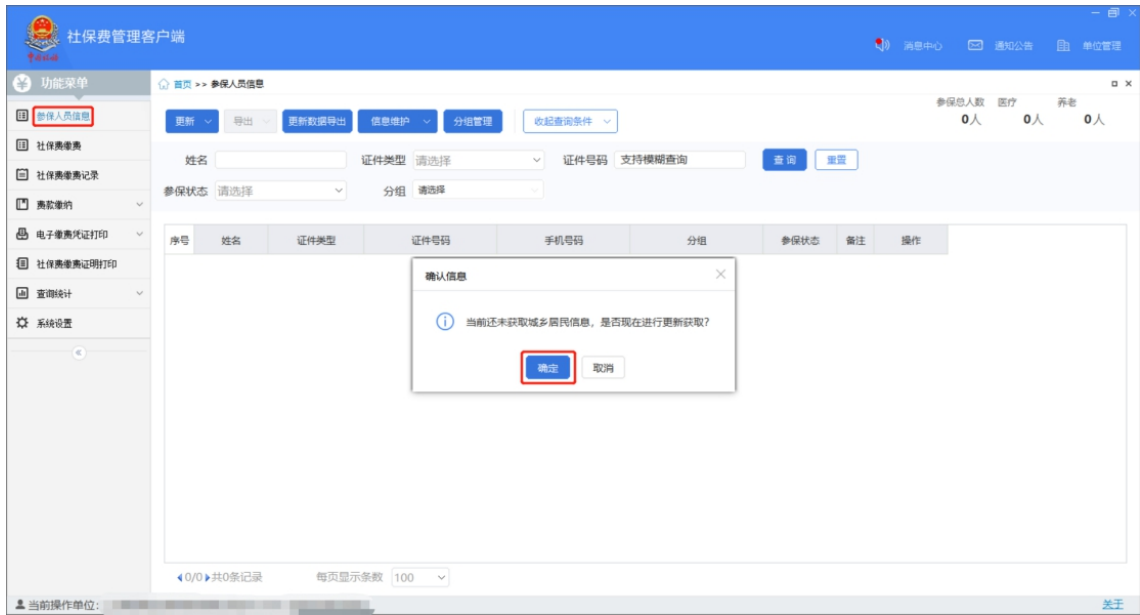 社保费管理客户端
中国税务
消息中心 通知公告 单位管理
功能菜单
首页 >> 参保人员信息
参保人员信息
社保费缴费
社保费缴费记录
费款缴纳
电子缴费凭证打印
社保费缴费证明打印
查询统计
系统设置
更新 导出 更新数据导出 信息维护 分组管理 收起查询条件
参保总人数 医疗 养老
0人 0人 0人
姓名 证件类型 请选择 证件号码 支持模糊查询 查询 重置
参保状态 请选择 分组 请选择
序号 姓名 证件类型 证件号码 手机号码 分组 参保状态 备注 操作
确认信息
当前还未获取城乡居民信息，是否现在进行更新获取？
确定 取消
0/0 共0条记录 每页显示条数 100
当前操作单位： 关于